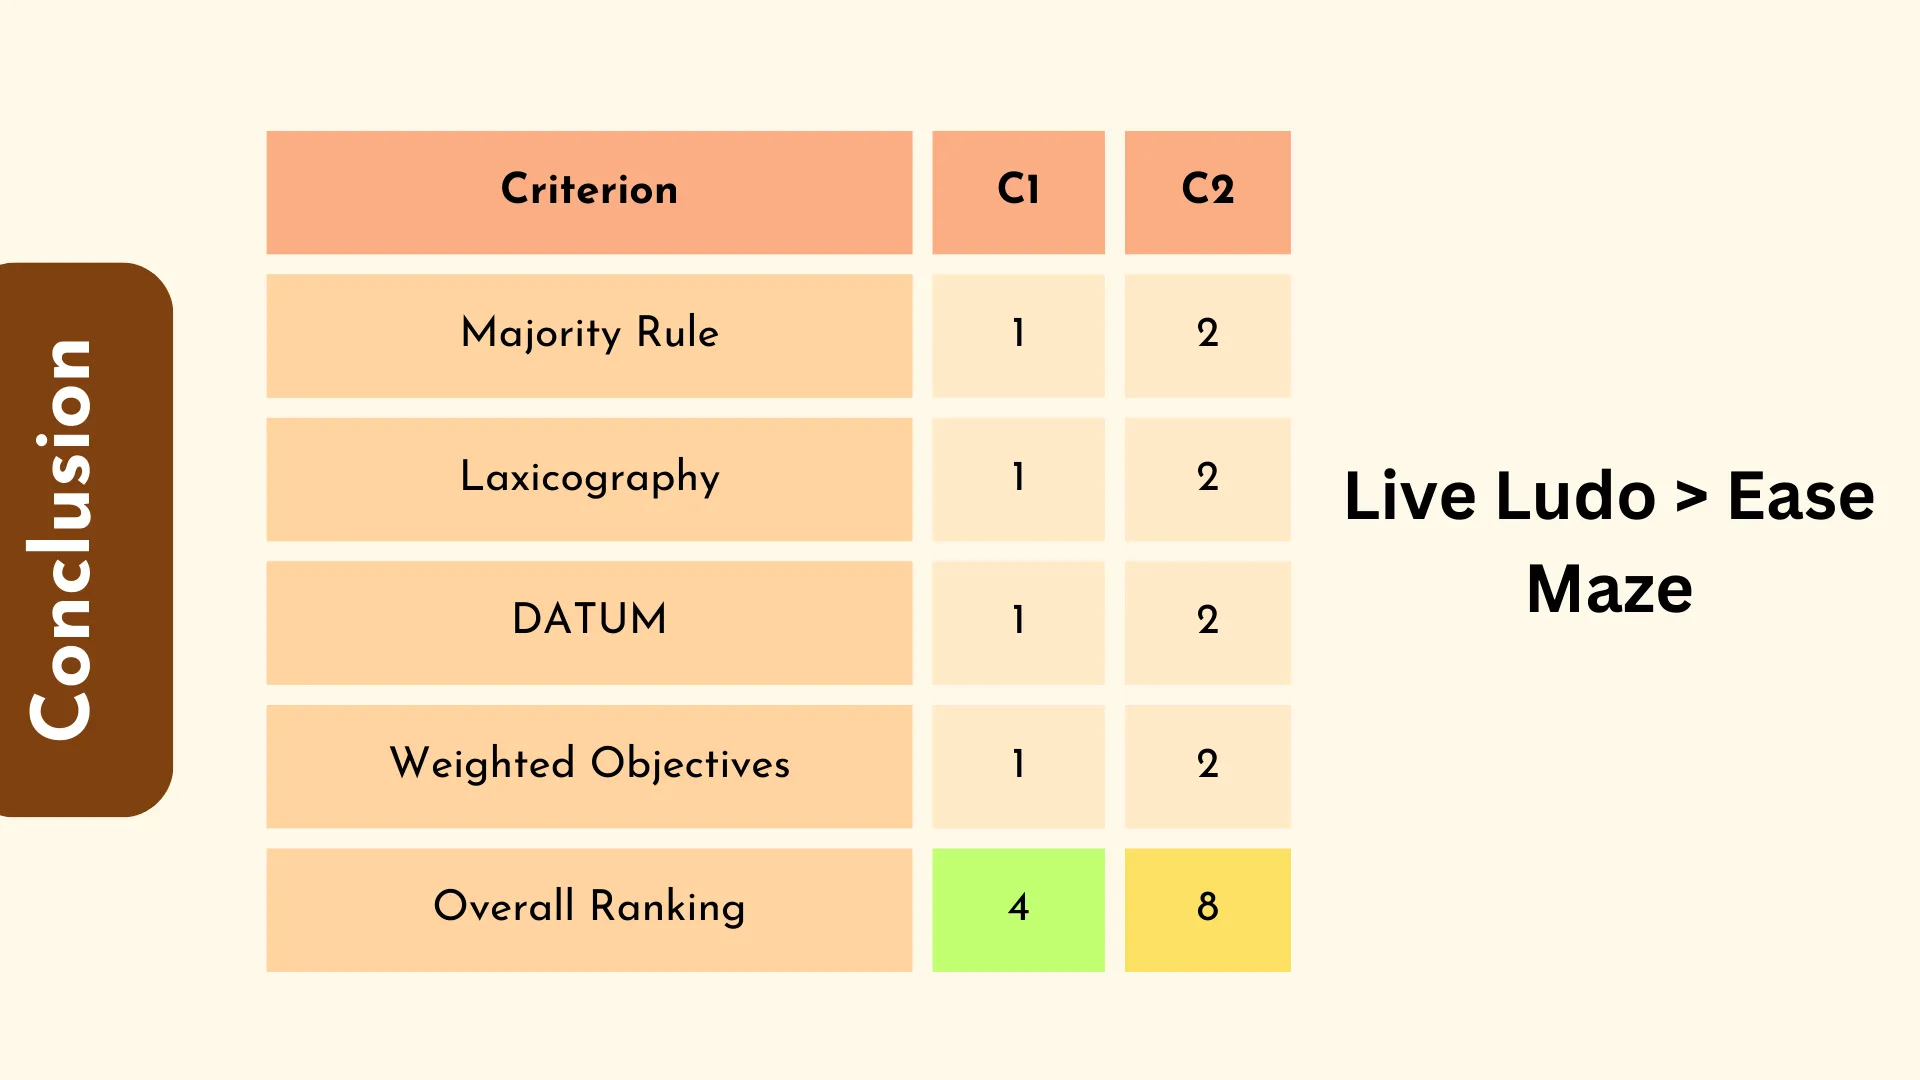 Conclusion
Criterion C1 C2
Majority Rule 1 2
Laxicography 1 2
DATUM 1 2
Weighted Objectives 1 2
Overall Ranking 4 8
Live Ludo > Ease
Maze